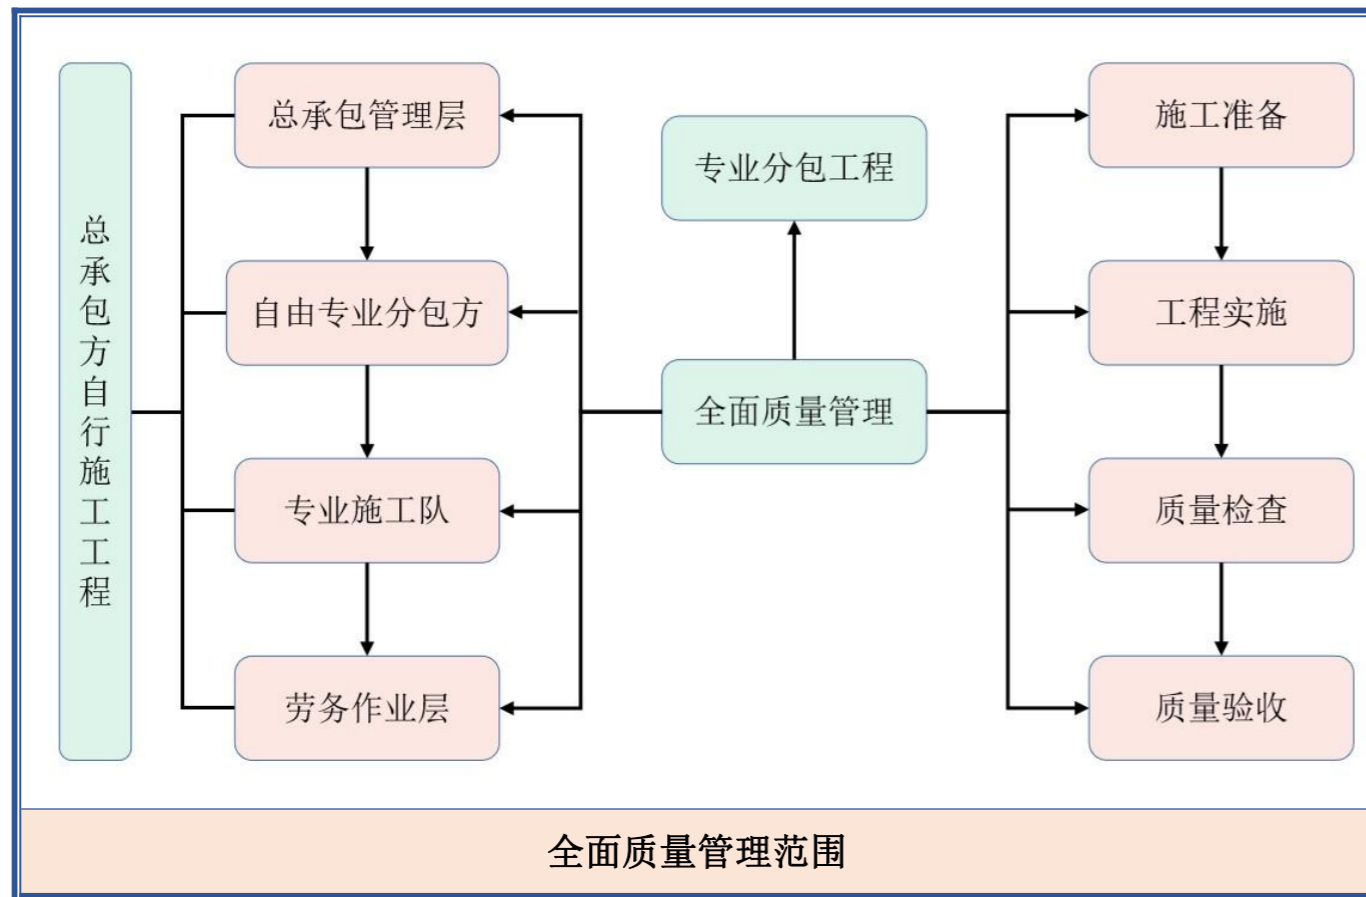 总承包方自行施工工程
总承包管理层
自由专业分包方
专业施工队
劳务作业层
专业分包工程
全面质量管理
施工准备
工程实施
质量检查
质量验收
全面质量管理范围